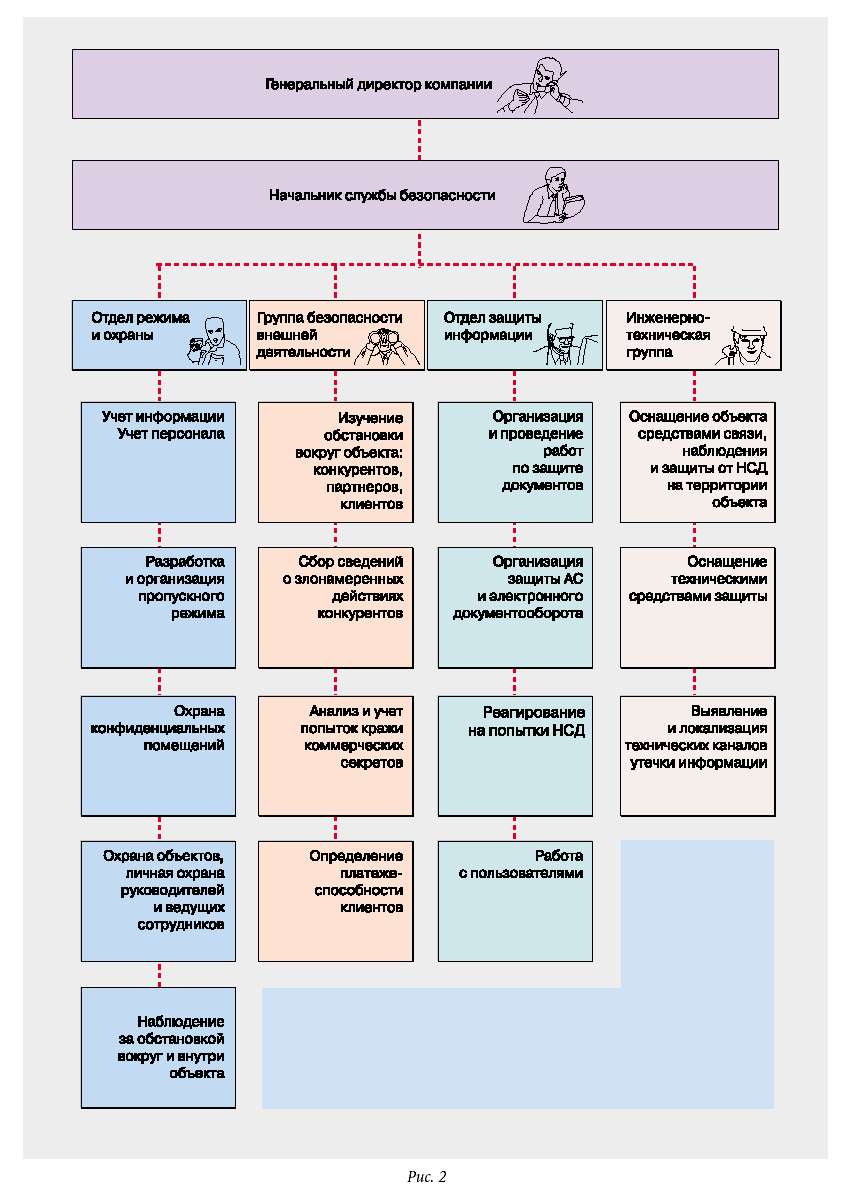 Генеральный директор компании
Начальник службы безопасности
Отдел режима
и охраны
Группа безопасности
внешней
деятельности
Отдел защиты
информации
Инженерно-
техническая
группа
Учет информации
Учет персонала
Изучение
обстановки
вокруг объекта:
конкурентов,
партнеров,
клиентов
Организация
и проведение
работ
по защите
документов
Оснащение объекта
средствами связи,
наблюдения
и защиты от НСД
на территории
объекта
Разработка
и организация
пропускного
режима
Сбор сведений
о злонамеренных
действиях
конкурентов
Организация
защиты АС
и электронного
документооборота
Оснащение
техническими
средствами защиты
Охрана
конфиденциальных
помещений
Анализ и учет
попыток кражи
коммерческих
секретов
Реагирование
на попытки НСД
Выявление
и локализация
технических каналов
утечки информации
Охрана объектов,
личная охрана
руководителей
и ведущих
сотрудников
Определение
платеже-
способности
клиентов
Работа
с пользователями
Наблюдение
за обстановкой
вокруг и внутри
объекта
Рис. 2